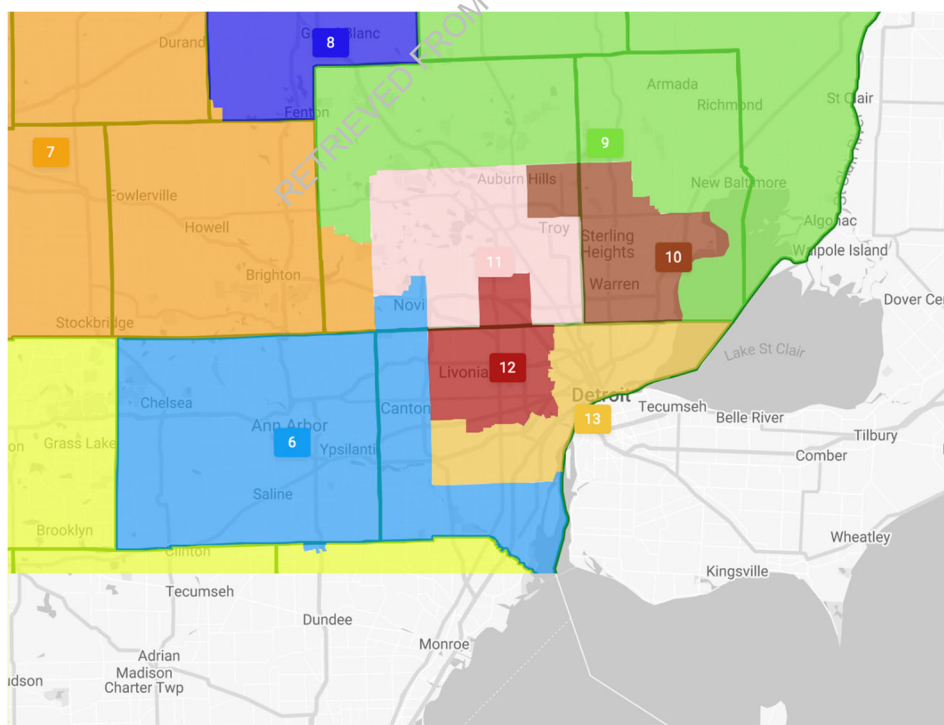 RETRIEVED FROM
Durand
8
Blanc
Armada
Fenton
Richmond
St Clair
St Clair River
9
7
Auburn Hills
New Baltimore
Fowlerville
Algonac
Howell
Troy
Sterling
Heights
Walpole Island
11
10
Brighton
Warren
Novi
Dover
Stockbridge
Lake St Clair
12
Livonia
Detroit
Chelsea
Canton
Tecumseh
Belle River
13
Ann Arbor
Tilbury
Grass Lake
6
Ypsilanti
Comber
Saline
Brooklyn
Wheatley
Clinton
Kingsville
Tecumseh
Dundee
Monroe
Adrian
Madison
Charter Twp